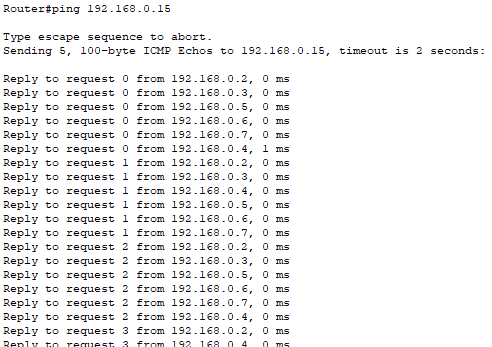 Router#ping 192.168.0.15
Type escape sequence to abort.
Sending 5, 100-byte ICMP Echos to 192.168.0.15, timeout is 2 seconds:
Reply to request 0 from 192.168.0.2, 0 ms
Reply to request 0 from 192.168.0.3, 0 ms
Reply to request 0 from 192.168.0.5, 0 ms
Reply to request 0 from 192.168.0.6, 0 ms
Reply to request 0 from 192.168.0.7, 0 ms
Reply to request 0 from 192.168.0.4, 1 ms
Reply to request 1 from 192.168.0.2, 0 ms
Reply to request 1 from 192.168.0.3, 0 ms
Reply to request 1 from 192.168.0.4, 0 ms
Reply to request 1 from 192.168.0.5, 0 ms
Reply to request 1 from 192.168.0.6, 0 ms
Reply to request 1 from 192.168.0.7, 0 ms
Reply to request 2 from 192.168.0.2, 0 ms
Reply to request 2 from 192.168.0.3, 0 ms
Reply to request 2 from 192.168.0.5, 0 ms
Reply to request 2 from 192.168.0.6, 0 ms
Reply to request 2 from 192.168.0.7, 0 ms
Reply to request 2 from 192.168.0.4, 0 ms
Reply to request 3 from 192.168.0.2, 0 ms
Reply to request 3 from 192.168.0.4, 0 ms